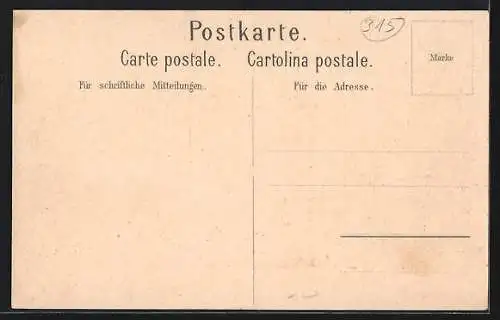 Postkarte.
315
Carte postale. Cartolina postale.
Marke
Für schriftliche Mitteilungen.
Für die Adresse.